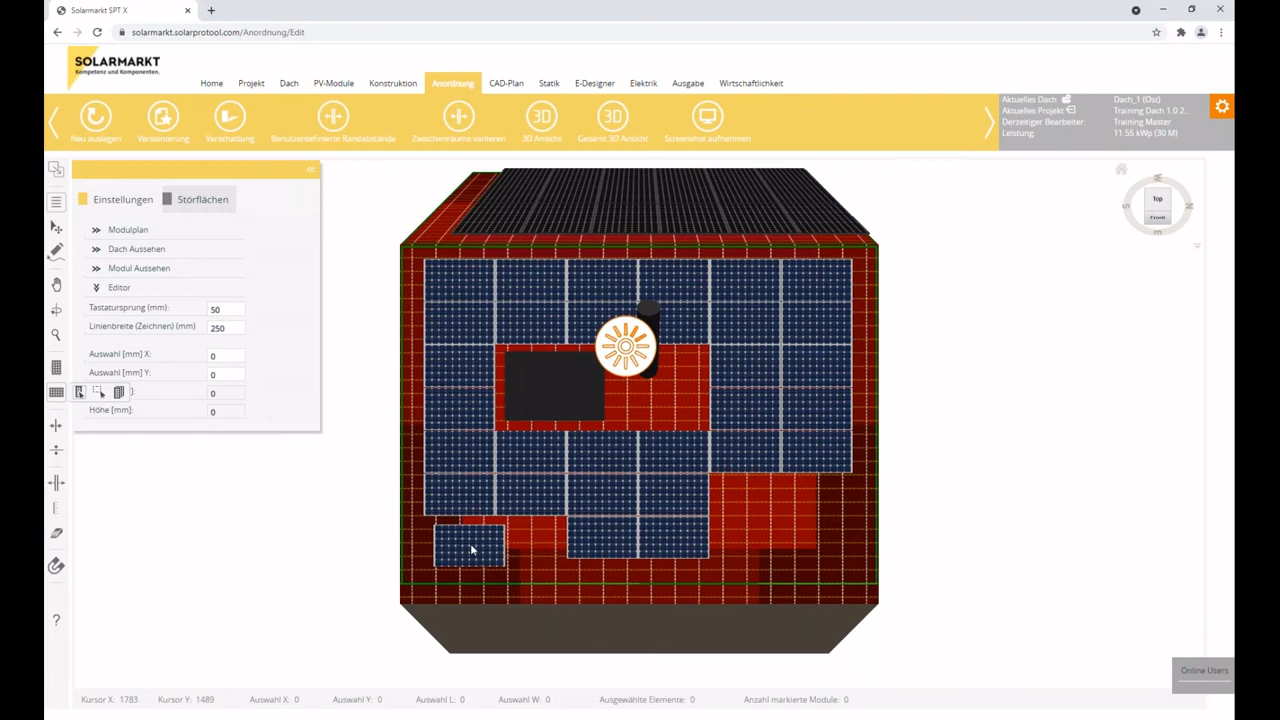 Solarmarkt SPT X
solarmarkt.solarprotool.com/Anordnung/Edit
SOLARMARKT
Kompetenz und Komponenten.
Home Projekt Dach PV-Module Konstruktion Anordnung CAD-Plan Statik E-Designer Elektrik Ausgabe Wirtschaftlichkeit
Neu auslegen Versionierung Verschattung Benutzerdefinierte Randabstände Zwischenräume variieren 3D Ansicht Gesamt 3D Ansicht Screenshot aufnehmen
3D 3D
Aktuelles Dach Dach_1 (Ost)
Aktuelles Projekt Training Dach 1 0 2...
Derzeitiger Bearbeiter: Training Master
Leistung: 11.55 kWp (30 M)
Einstellungen Störflächen
Modulplan
Dach Aussehen
Modul Aussehen
Editor
Tastatursprung (mm): 50
Linienbreite (Zeichnen) (mm) 250
Auswahl [mm] X: 0
Auswahl [mm] Y: 0
]: 0
Höhe [mm]: 0
W
S Top N
Front
E
?
Online Users
Kursor X: 1783 Kursor Y: 1489 Auswahl X: 0 Auswahl Y: 0 Auswahl L: 0 Auswahl W: 0 Ausgewählte Elemente: 0 Anzahl markierte Module: 0